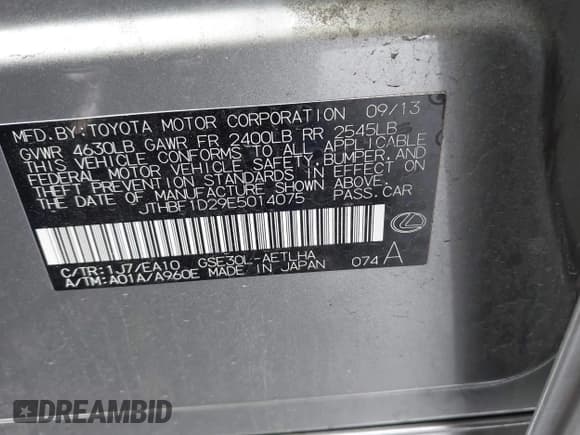 MFD. BY: TOYOTA MOTOR CORPORATION 09/13
GVWR 4630LB GAWR FR 2400LB RR 2545LB
THIS VEHICLE CONFORMS TO ALL APPLICABLE
FEDERAL MOTOR VEHICLE SAFETY, BUMPER, AND
THEFT PREVENTION STANDARDS IN EFFECT ON
THE DATE OF MANUFACTURE SHOWN ABOVE.
JTHBF1D29E5014075 PASS. CAR
C/TR: 1J7/EA10 GSE30L-AETLHA
A/TM: A01A/A960E MADE IN JAPAN 074 A
DREAMBID